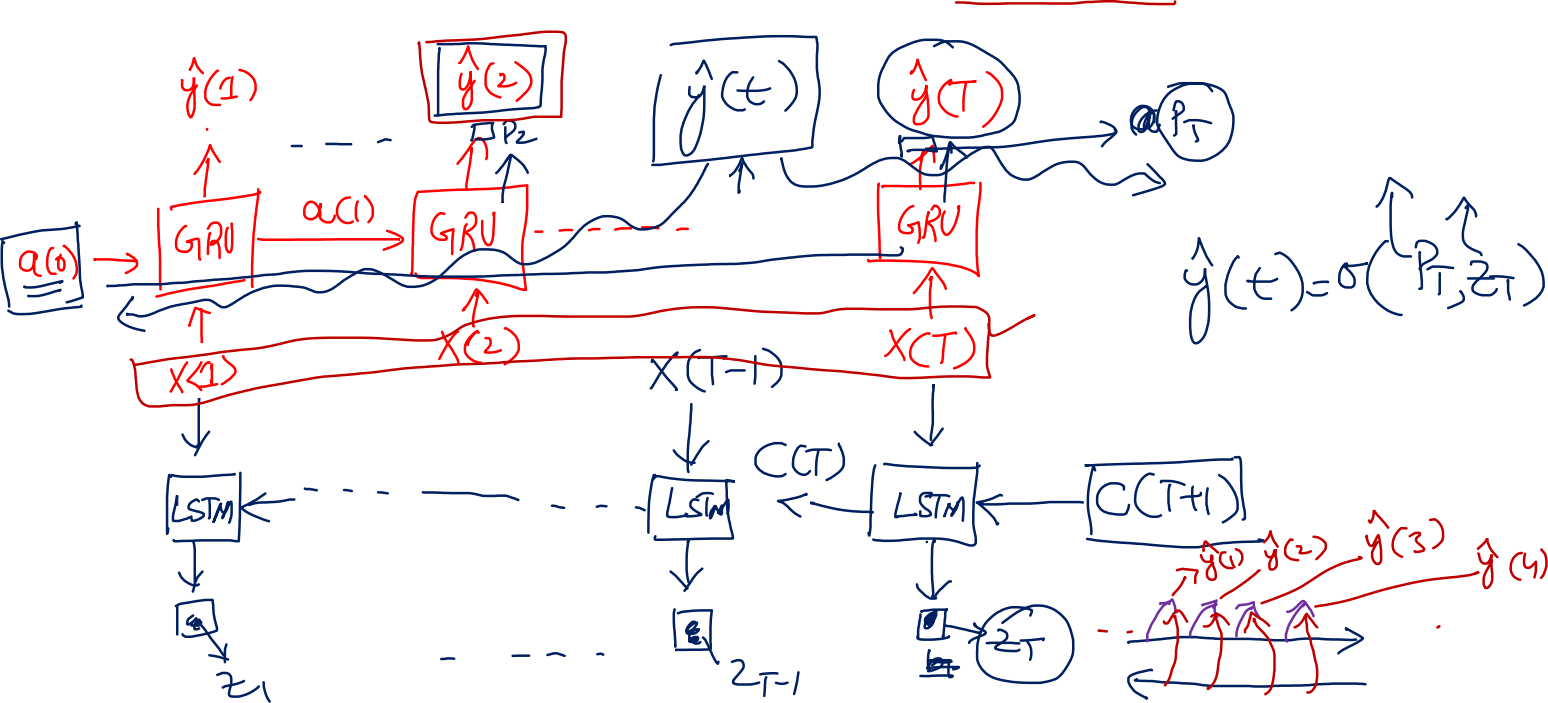 ŷ(1)
ŷ(2)
ŷ(t)
ŷ(T)
P2
PT
a(0)
GRU
a(1)
GRU
GRU
ŷ(t) = σ(PT, ZT)
X(1)
X(2)
X(T)
X(T-1)
C(T)
LSTM
LSTM
LSTM
C(T+1)
ŷ(1)
ŷ(2)
ŷ(3)
ŷ(4)
Z1
ZT-1
ZT